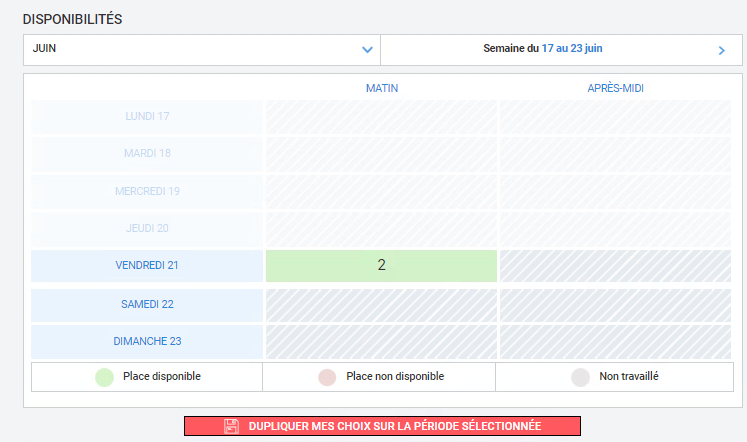 DISPONIBILITÉS
JUIN
Semaine du 17 au 23 juin
MATIN
APRÈS-MIDI
LUNDI 17
MARDI 18
MERCREDI 19
JEUDI 20
VENDREDI 21
2
SAMEDI 22
DIMANCHE 23
Place disponible
Place non disponible
Non travaillé
DUPLIQUER MES CHOIX SUR LA PÉRIODE SÉLECTIONNÉE